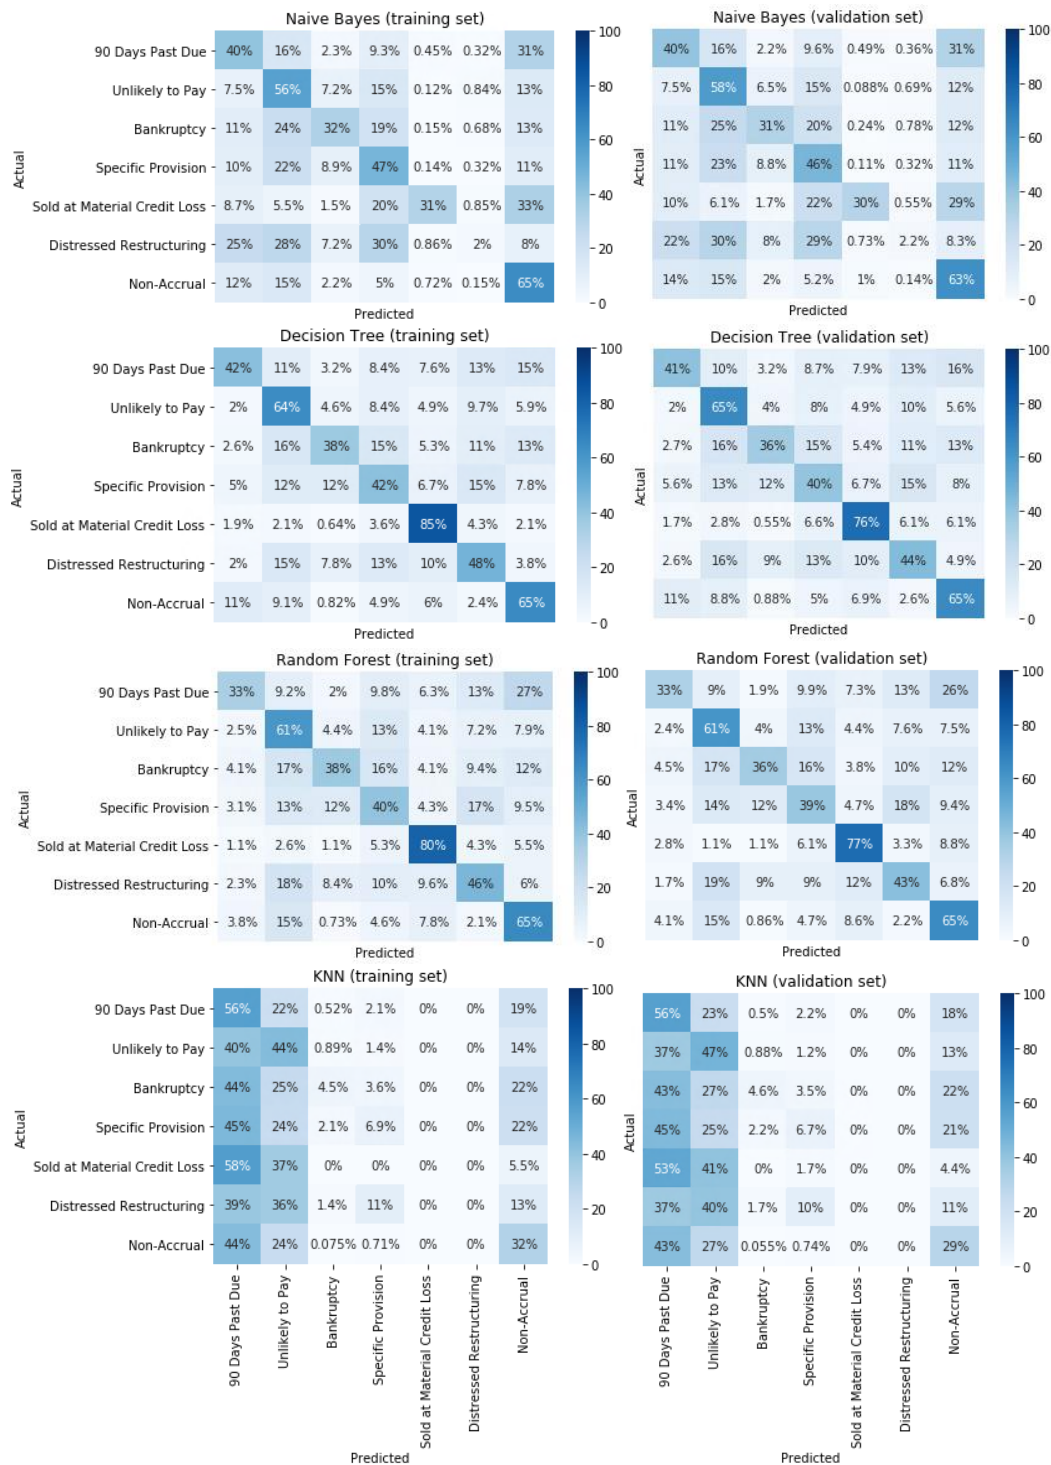 Naive Bayes (training set)
90 Days Past Due 40% 16% 2.3% 9.3% 0.45% 0.32% 31%
Unlikely to Pay 7.5% 56% 7.2% 15% 0.12% 0.84% 13%
Bankruptcy 11% 24% 32% 19% 0.15% 0.68% 13%
Specific Provision 10% 22% 8.9% 47% 0.14% 0.32% 11%
Sold at Material Credit Loss 8.7% 5.5% 1.5% 20% 31% 0.85% 33%
Distressed Restructuring 25% 28% 7.2% 30% 0.86% 2% 8%
Non-Accrual 12% 15% 2.2% 5% 0.72% 0.15% 65%
Actual
Predicted
100
80
60
40
20
0
Naive Bayes (validation set)
40% 16% 2.2% 9.6% 0.49% 0.36% 31%
7.5% 58% 6.5% 15% 0.088% 0.69% 12%
11% 25% 31% 20% 0.24% 0.78% 12%
11% 23% 8.8% 46% 0.11% 0.32% 11%
10% 6.1% 1.7% 22% 30% 0.55% 29%
22% 30% 8% 29% 0.73% 2.2% 8.3%
14% 15% 2% 5.2% 1% 0.14% 63%
Actual
Predicted
100
80
60
40
20
0
Decision Tree (training set)
90 Days Past Due 42% 11% 3.2% 8.4% 7.6% 13% 15%
Unlikely to Pay 2% 64% 4.6% 8.4% 4.9% 9.7% 5.9%
Bankruptcy 2.6% 16% 38% 15% 5.3% 11% 13%
Specific Provision 5% 12% 12% 42% 6.7% 15% 7.8%
Sold at Material Credit Loss 1.9% 2.1% 0.64% 3.6% 85% 4.3% 2.1%
Distressed Restructuring 2% 15% 7.8% 13% 10% 48% 3.8%
Non-Accrual 11% 9.1% 0.82% 4.9% 6% 2.4% 65%
Actual
Predicted
100
80
60
40
20
0
Decision Tree (validation set)
41% 10% 3.2% 8.7% 7.9% 13% 16%
2% 65% 4% 8% 4.9% 10% 5.6%
2.7% 16% 36% 15% 5.4% 11% 13%
5.6% 13% 12% 40% 6.7% 15% 8%
1.7% 2.8% 0.55% 6.6% 76% 6.1% 6.1%
2.6% 16% 9% 13% 10% 44% 4.9%
11% 8.8% 0.88% 5% 6.9% 2.6% 65%
Actual
Predicted
100
80
60
40
20
0
Random Forest (training set)
90 Days Past Due 33% 9.2% 2% 9.8% 6.3% 13% 27%
Unlikely to Pay 2.5% 61% 4.4% 13% 4.1% 7.2% 7.9%
Bankruptcy 4.1% 17% 38% 16% 4.1% 9.4% 12%
Specific Provision 3.1% 13% 12% 40% 4.3% 17% 9.5%
Sold at Material Credit Loss 1.1% 2.6% 1.1% 5.3% 80% 4.3% 5.5%
Distressed Restructuring 2.3% 18% 8.4% 10% 9.6% 46% 6%
Non-Accrual 3.8% 15% 0.73% 4.6% 7.8% 2.1% 65%
Actual
Predicted
100
80
60
40
20
0
Random Forest (validation set)
33% 9% 1.9% 9.9% 7.3% 13% 26%
2.4% 61% 4% 13% 4.4% 7.6% 7.5%
4.5% 17% 36% 16% 3.8% 10% 12%
3.4% 14% 12% 39% 4.7% 18% 9.4%
2.8% 1.1% 1.1% 6.1% 77% 3.3% 8.8%
1.7% 19% 9% 9% 12% 43% 6.8%
4.1% 15% 0.86% 4.7% 8.6% 2.2% 65%
Actual
Predicted
100
80
60
40
20
0
KNN (training set)
90 Days Past Due 56% 22% 0.52% 2.1% 0% 0% 19%
Unlikely to Pay 40% 44% 0.89% 1.4% 0% 0% 14%
Bankruptcy 44% 25% 4.5% 3.6% 0% 0% 22%
Specific Provision 45% 24% 2.1% 6.9% 0% 0% 22%
Sold at Material Credit Loss 58% 37% 0% 0% 0% 0% 5.5%
Distressed Restructuring 39% 36% 1.4% 11% 0% 0% 13%
Non-Accrual 44% 24% 0.075% 0.71% 0% 0% 32%
Actual
90 Days Past Due
Unlikely to Pay
Bankruptcy
Specific Provision
Sold at Material Credit Loss
Distressed Restructuring
Non-Accrual
Predicted
100
80
60
40
20
0
KNN (validation set)
56% 23% 0.5% 2.2% 0% 0% 18%
37% 47% 0.88% 1.2% 0% 0% 13%
43% 27% 4.6% 3.5% 0% 0% 22%
45% 25% 2.2% 6.7% 0% 0% 21%
53% 41% 0% 1.7% 0% 0% 4.4%
37% 40% 1.7% 10% 0% 0% 11%
43% 27% 0.055% 0.74% 0% 0% 29%
Actual
90 Days Past Due
Unlikely to Pay
Bankruptcy
Specific Provision
Sold at Material Credit Loss
Distressed Restructuring
Non-Accrual
Predicted
100
80
60
40
20
0